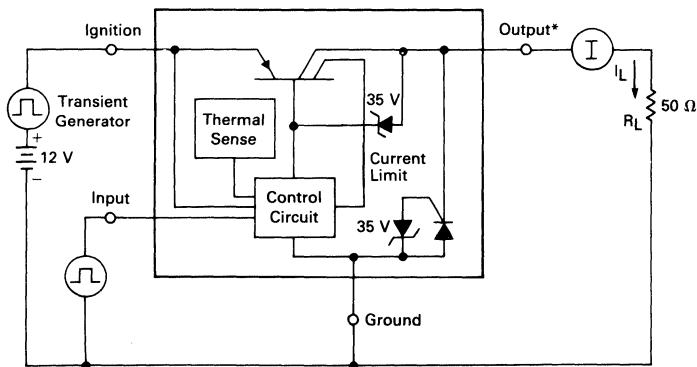 Ignition
Output*
I
I_L
50 Ω
R_L
Transient
Generator
+
12 V
−
Thermal
Sense
35 V
Current
Limit
Input
Control
Circuit
35 V
Ground